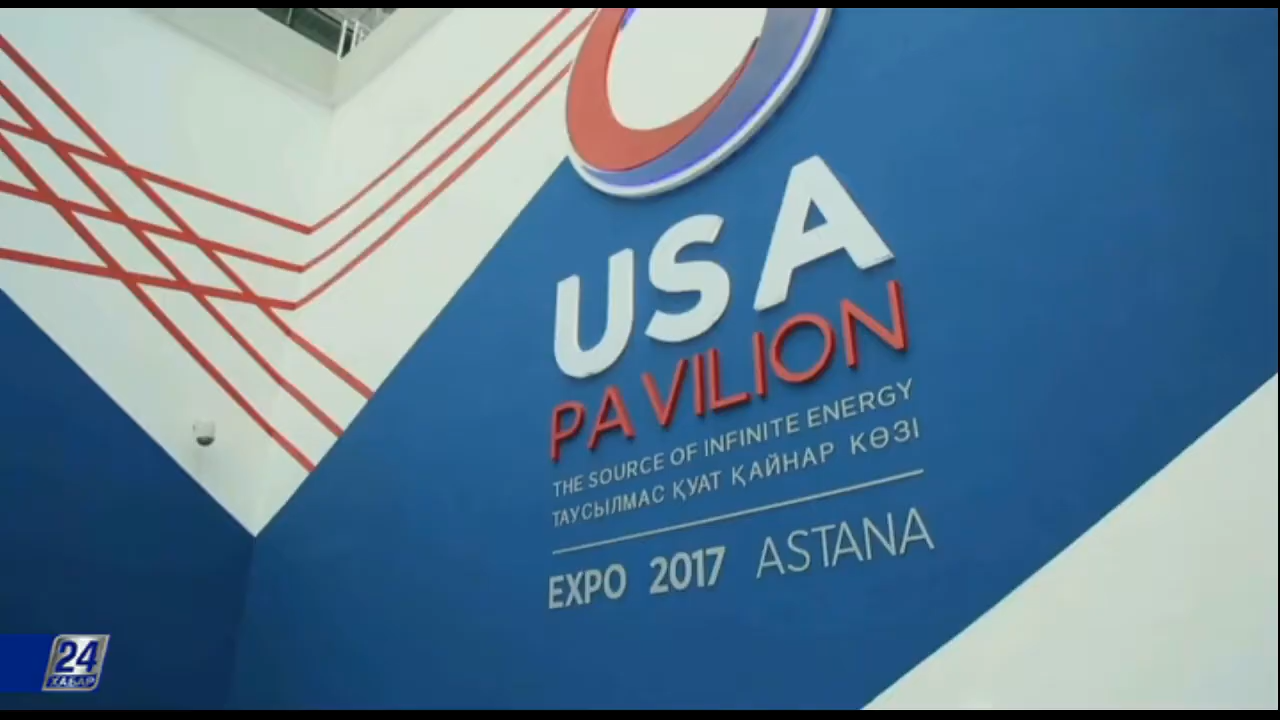 USA
PAVILION
THE SOURCE OF INFINITE ENERGY
ТАУСЫЛМАС ҚУАТ ҚАЙНАР КӨЗІ
EXPO 2017 ASTANA
24
ХАБАР